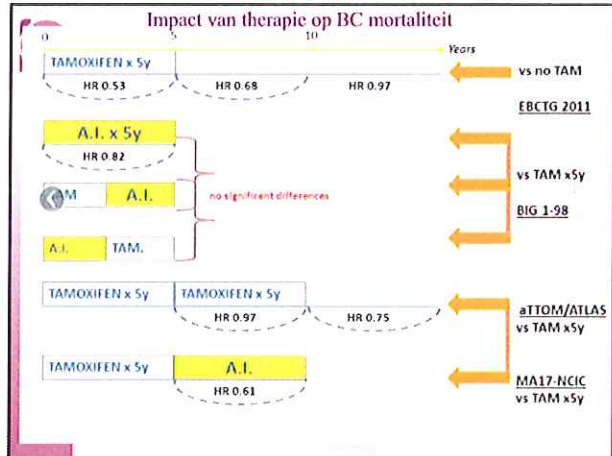 Impact van therapie op BC mortaliteit
0 5 10
Years
TAMOXIFEN x 5y
HR 0.53 HR 0.68 HR 0.97
vs no TAM
EBCTG 2011
A.I. x 5y
HR 0.82
vs TAM x5y
TAM A.I.
no significant differences
BIG 1-98
A.I. TAM.
TAMOXIFEN x 5y TAMOXIFEN x 5y
HR 0.97 HR 0.75
aTTOM/ATLAS
vs TAM x5y
TAMOXIFEN x 5y A.I.
HR 0.61
MA17-NCIC
vs TAM x5y